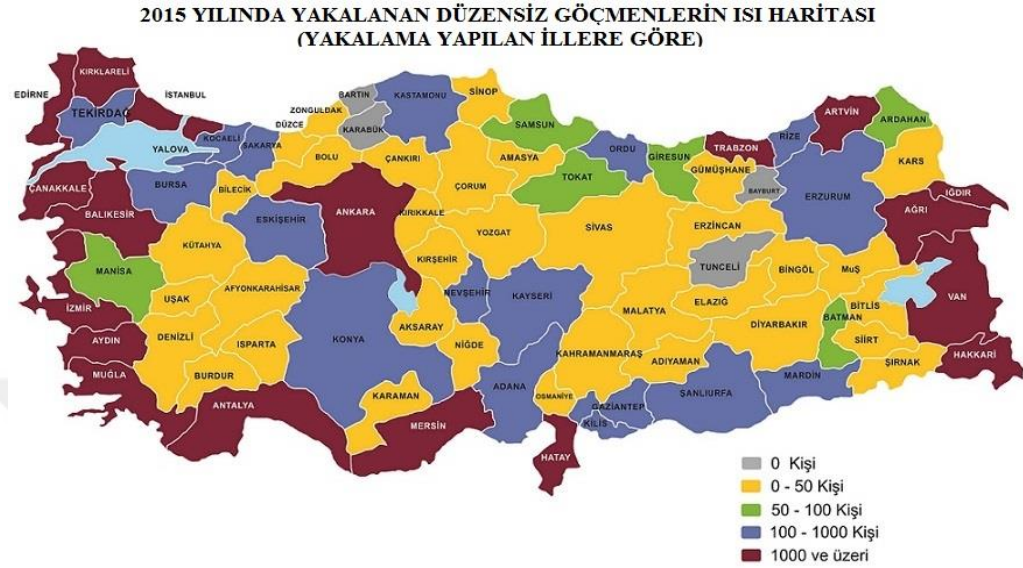 2015 YILINDA YAKALANAN DÜZENSİZ GÖÇMENLERİN ISI HARİTASI
(YAKALAMA YAPILAN İLLERE GÖRE)
KIRKLARELİ
EDİRNE
İSTANBUL
TEKİRDAĞ
YALOVA
KOCAELİ
SAKARYA
DÜZCE
ZONGULDAK
BARTIN
KARABÜK
KASTAMONU
SİNOP
SAMSUN
ORDU
GİRESUN
TRABZON
RİZE
ARTVİN
ARDAHAN
ÇANAKKALE
BALIKESİR
BURSA
BİLECİK
BOLU
ÇANKIRI
ÇORUM
AMASYA
TOKAT
GÜMÜŞHANE
BAYBURT
ERZURUM
KARS
IĞDIR
AĞRI
ESKİŞEHİR
ANKARA
KIRIKKALE
YOZGAT
SİVAS
ERZİNCAN
KÜTAHYA
MANİSA
UŞAK
AFYONKARAHİSAR
KIRŞEHİR
NEVŞEHİR
KAYSERİ
MALATYA
TUNCELİ
ELAZIĞ
BİNGÖL
MuŞ
BİTLİS
VAN
İZMİR
AYDIN
DENİZLİ
ISPARTA
KONYA
AKSARAY
NİĞDE
KAHRAMANMARAŞ
ADIYAMAN
DİYARBAKIR
BATMAN
SİİRT
ŞIRNAK
HAKKARİ
MUĞLA
BURDUR
ANTALYA
KARAMAN
MERSİN
ADANA
OSMANİYE
GAZİANTEP
KİLİS
ŞANLIURFA
MARDİN
HATAY
0 Kişi
0 - 50 Kişi
50 - 100 Kişi
100 - 1000 Kişi
1000 ve üzeri